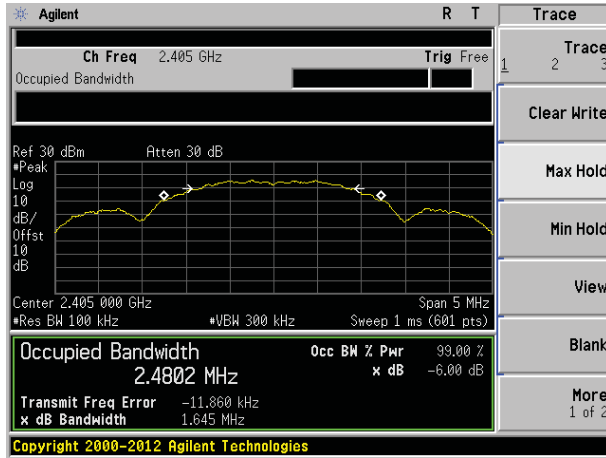 Agilent R T Trace
Ch Freq 2.405 GHz Trig Free
Occupied Bandwidth
Trace
1 2 3
Clear Write
Max Hold
Min Hold
View
Blank
More
1 of 2
Ref 30 dBm Atten 30 dB
#Peak
Log
10
dB/
Offst
10
dB
Center 2.405 000 GHz Span 5 MHz
#Res BW 100 kHz #VBW 300 kHz Sweep 1 ms (601 pts)
Occupied Bandwidth Occ BW % Pwr 99.00 %
2.4802 MHz x dB -6.00 dB
Transmit Freq Error -11.860 kHz
x dB Bandwidth 1.645 MHz
Copyright 2000-2012 Agilent Technologies